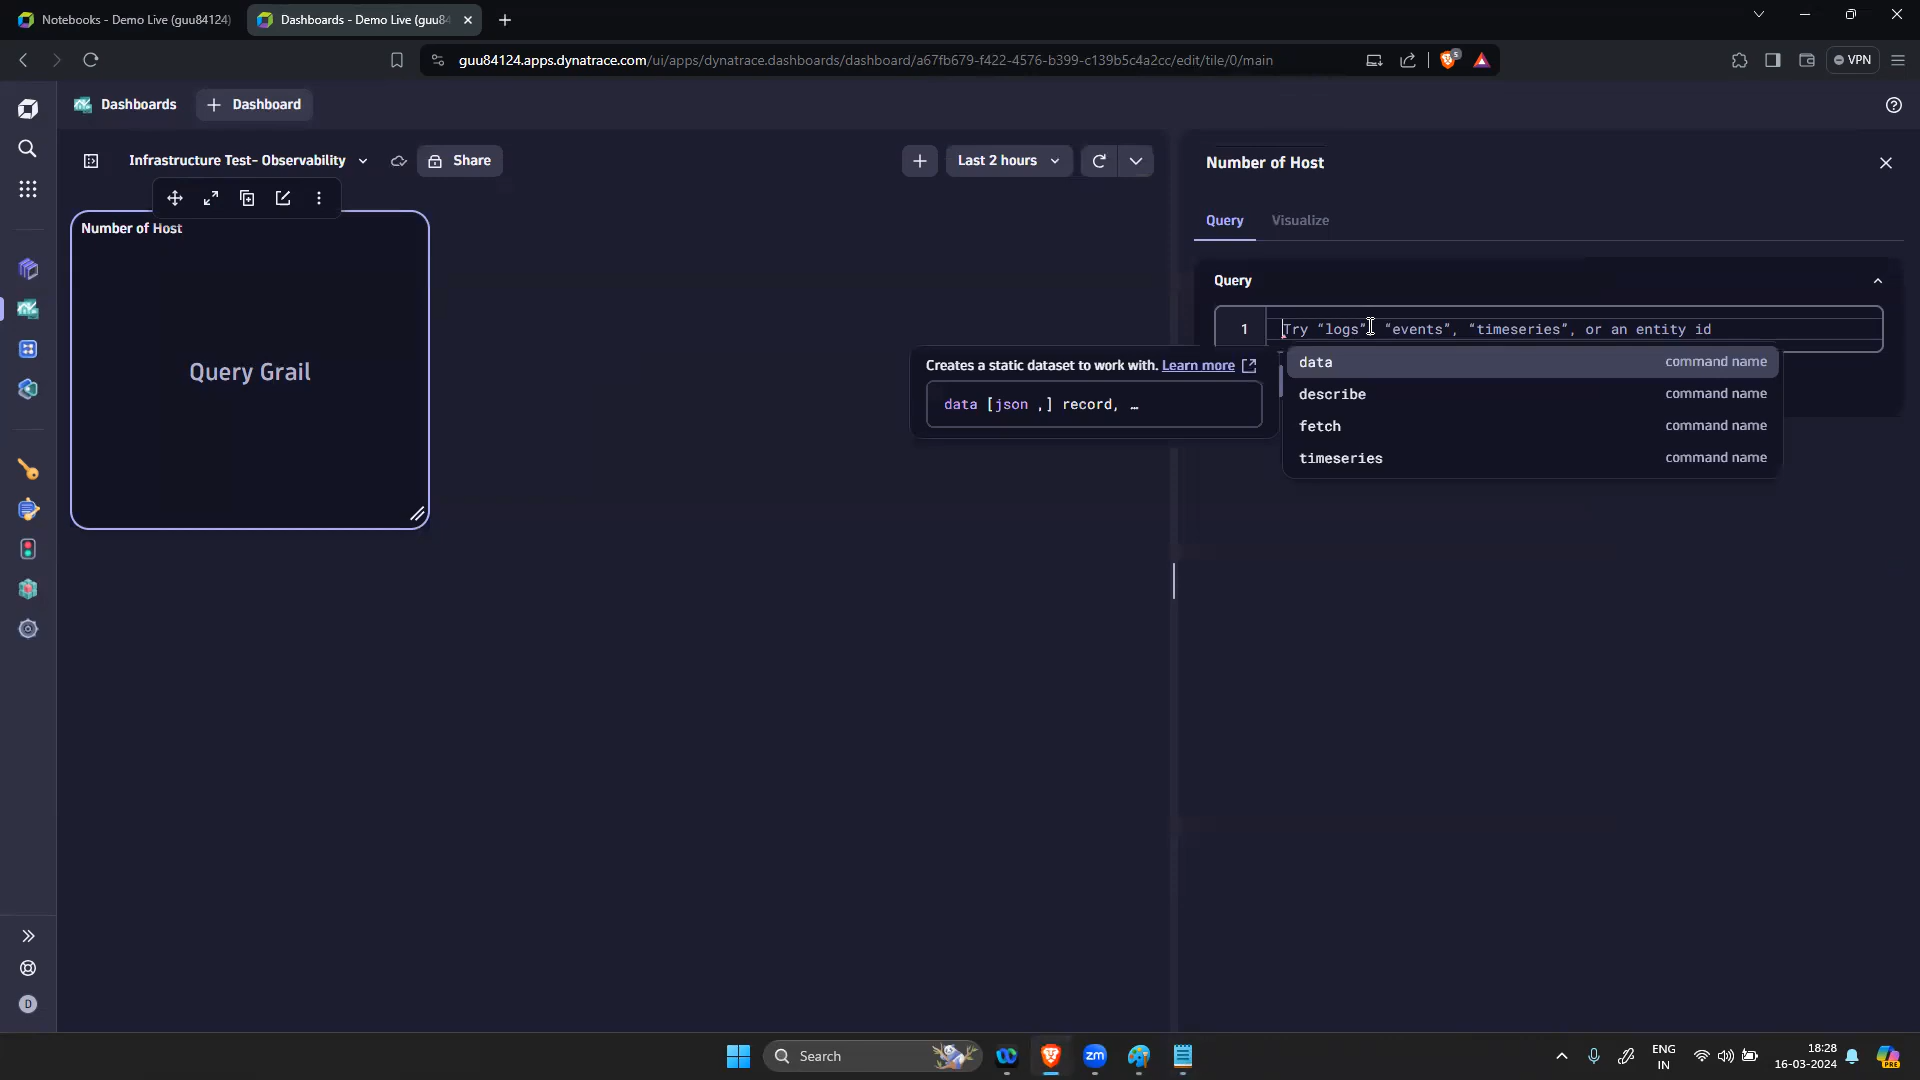 Notebooks - Demo Live (guu84124)
Dashboards - Demo Live (guu84
guu84124.apps.dynatrace.com/ui/apps/dynatrace.dashboards/dashboard/a67fb679-f422-4576-b399-c139b5c4a2cc/edit/tile/0/main
5
VPN
Dashboards
Dashboard
Infrastructure Test- Observability
Share
Last 2 hours
Number of Host
Query Grail
Number of Host
Query
Visualize
Query
1
Try “logs”, “events”, “timeseries”, or an entity id
Creates a static dataset to work with. Learn more
data [json ,] record, …
data command name
describe command name
fetch command name
timeseries command name
D
Search
zm
ENG
IN
18:28
16-03-2024
PRE